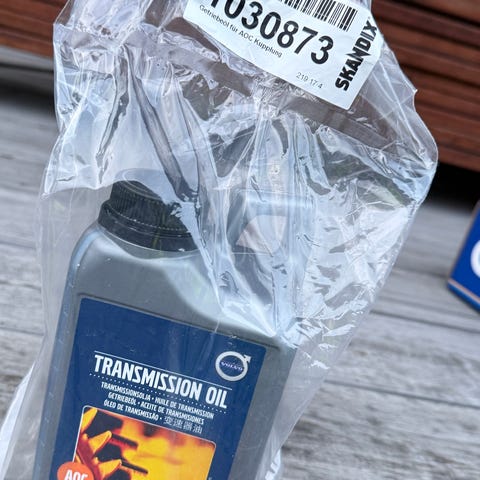 1030873
Getriebeöl für AOC Kupplung
219 17-4
SKANDIX
VOLVO
TRANSMISSION OIL
TRANSMISSIONSOLJA • HUILE DE TRANSMISSION
GETRIEBEÖL • ACEITE DE TRANSMISIONES
ÓLEO DE TRANSMISSÃO • 变速器油
AOC